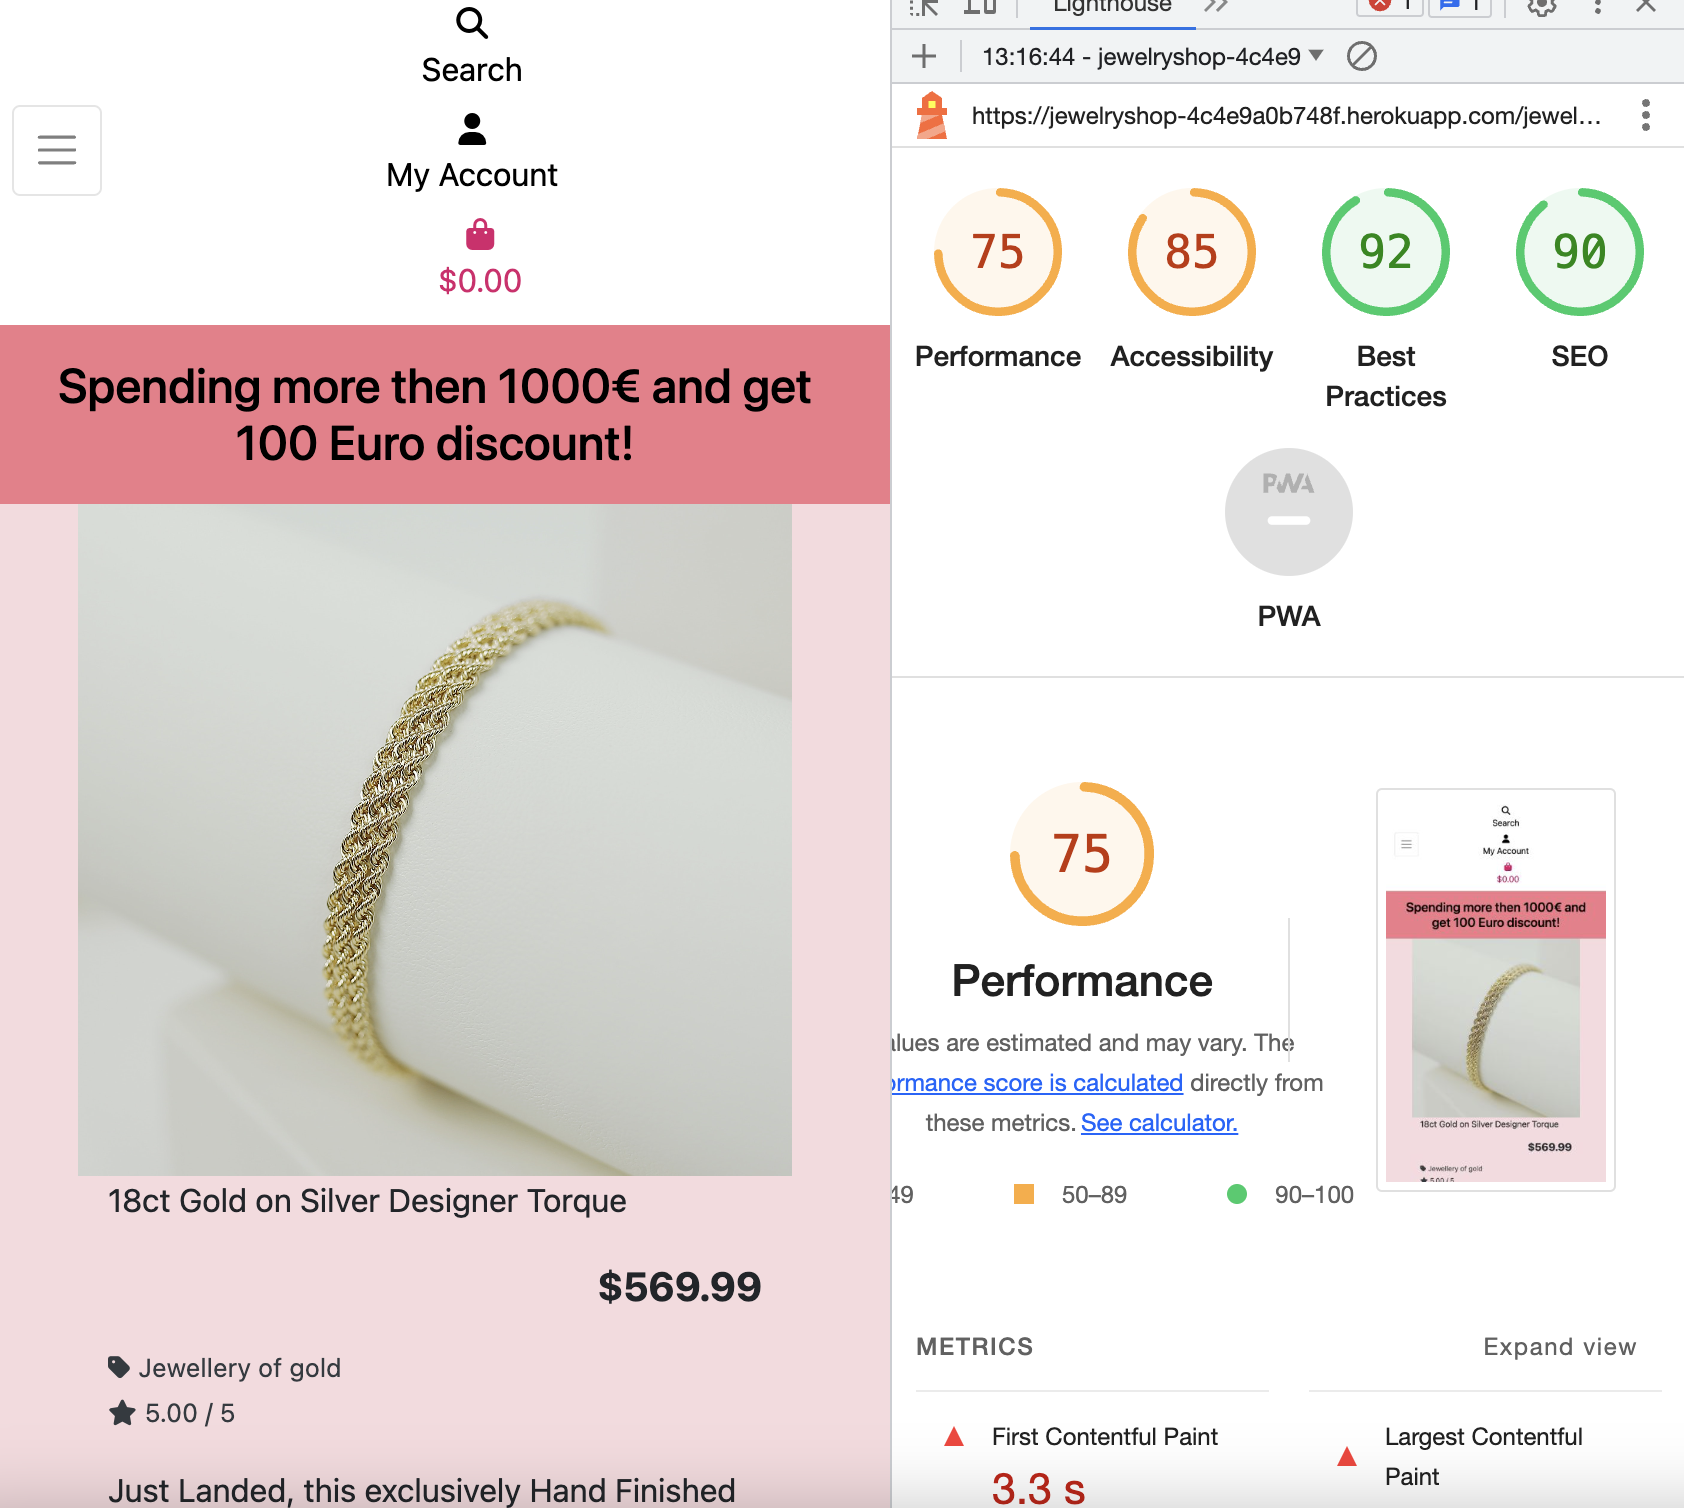 Search
My Account
$0.00
Spending more then 1000€ and get
100 Euro discount!
18ct Gold on Silver Designer Torque
$569.99
Jewellery of gold
5.00 / 5
Just Landed, this exclusively Hand Finished
Lighthouse
1
1
13:16:44 - jewelryshop-4c4e9
https://jewelryshop-4c4e9a0b748f.herokuapp.com/jewel...
75
85
92
90
Performance
Accessibility
Best
Practices
SEO
PWA
PWA
75
Performance
alues are estimated and may vary. The
ormance score is calculated directly from
these metrics. See calculator.
49
50–89
90–100
Search
My Account
$0.00
Spending more then 1000€ and
get 100 Euro discount!
18ct Gold on Silver Designer Torque
$569.99
Jewellery of gold
5.00 / 5
METRICS
Expand view
First Contentful Paint
3.3 s
Largest Contentful
Paint